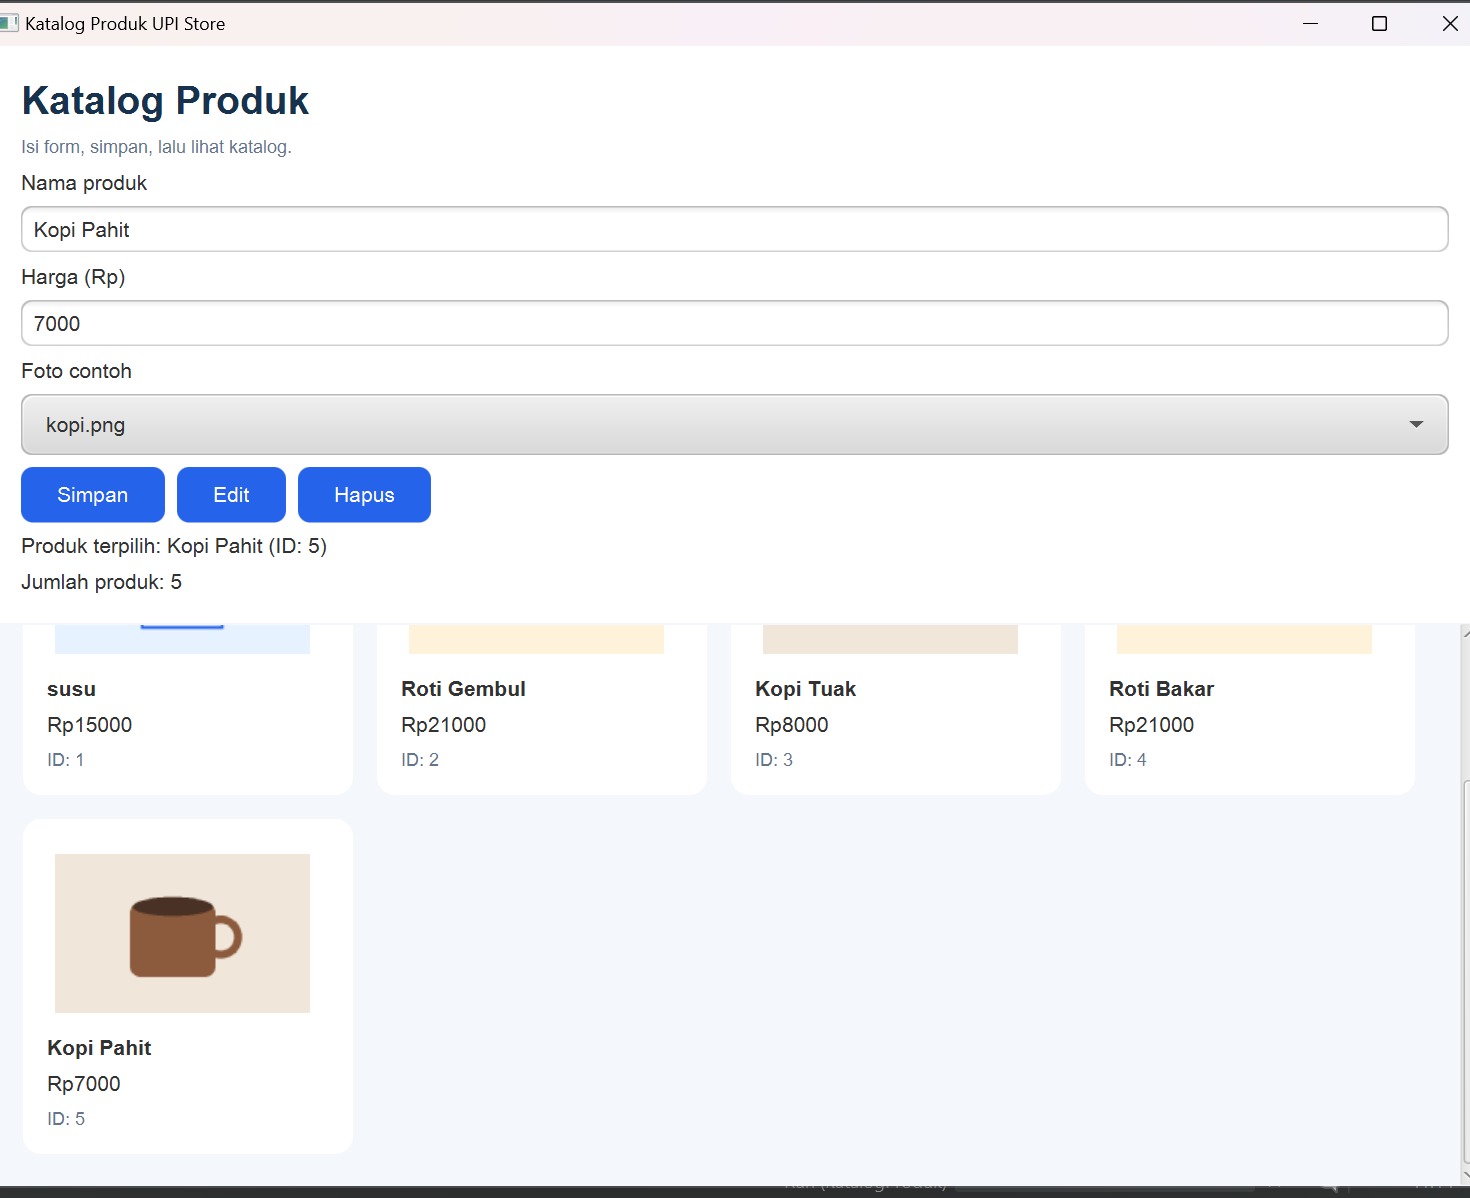 Katalog Produk UPI Store
Katalog Produk
Isi form, simpan, lalu lihat katalog.
Nama produk
Kopi Pahit
Harga (Rp)
7000
Foto contoh
kopi.png
Simpan Edit Hapus
Produk terpilih: Kopi Pahit (ID: 5)
Jumlah produk: 5
susu
Rp15000
ID: 1
Roti Gembul
Rp21000
ID: 2
Kopi Tuak
Rp8000
ID: 3
Roti Bakar
Rp21000
ID: 4
Kopi Pahit
Rp7000
ID: 5